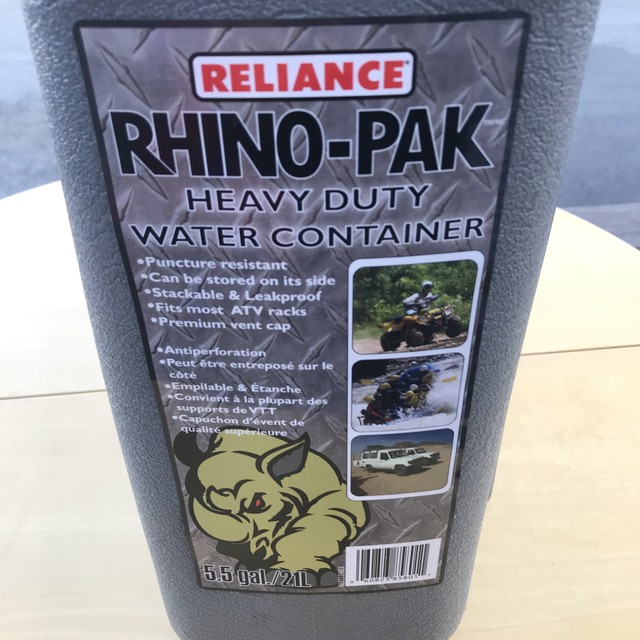 RELIANCE
RHINO-PAK
HEAVY DUTY
WATER CONTAINER
•Puncture resistant
•Can be stored on its side
•Stackable & Leakproof
•Fits most ATV racks
•Premium vent cap
•Antiperforation
•Peut être entreposé sur le
côté
•Empilable & Étanche
•Convient à la plupart des
supports de VTT
•Capuchon d'évent de
qualité supérieure
5.5 gal./21L